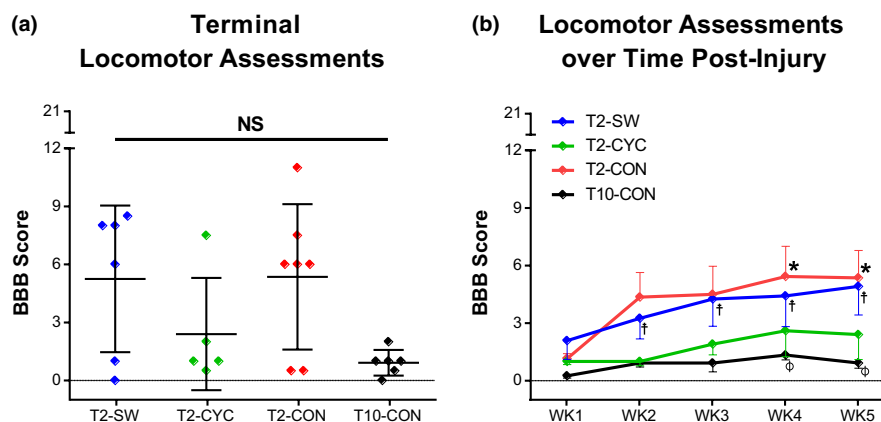 (a)
Terminal
Locomotor Assessments
21
12
9
6
3
0
BBB Score
NS
T2-SW T2-CYC T2-CON T10-CON
(b)
Locomotor Assessments
over Time Post-Injury
21
12
9
6
3
0
BBB Score
T2-SW
T2-CYC
T2-CON
T10-CON
* *
† † † †
ϕ ϕ
WK1 WK2 WK3 WK4 WK5